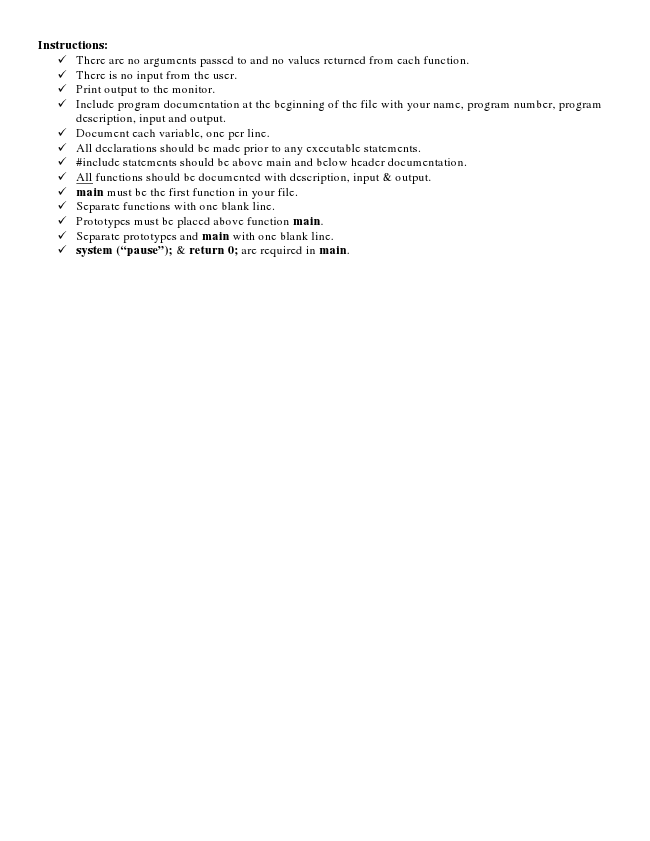 Instructions:
✓ There are no arguments passed to and no values returned from each function.
✓ There is no input from the user.
✓ Print output to the monitor.
✓ Include program documentation at the beginning of the file with your name, program number, program
description, input and output.
✓ Document each variable, one per line.
✓ All declarations should be made prior to any executable statements.
✓ #include statements should be above main and below header documentation.
✓ All functions should be documented with description, input & output.
✓ main must be the first function in your file.
✓ Separate functions with one blank line.
✓ Prototypes must be placed above function main.
✓ Separate prototypes and main with one blank line.
✓ system (“pause”); & return 0; are required in main.